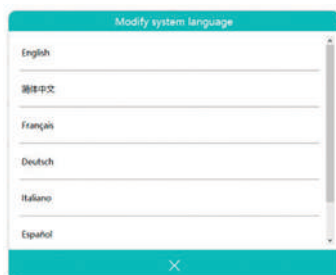 Modify system language
English
简体中文
Français
Deutsch
Italiano
Español